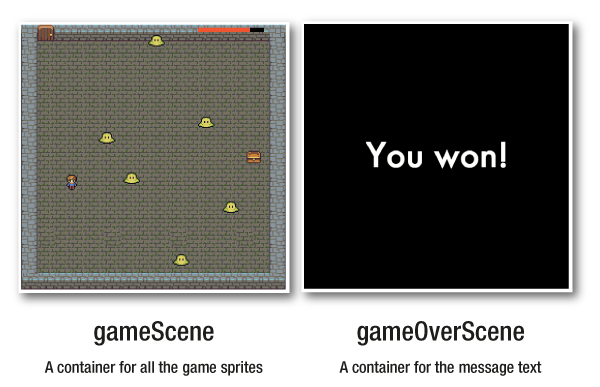 You won!
gameScene
gameOverScene
A container for all the game sprites
A container for the message text